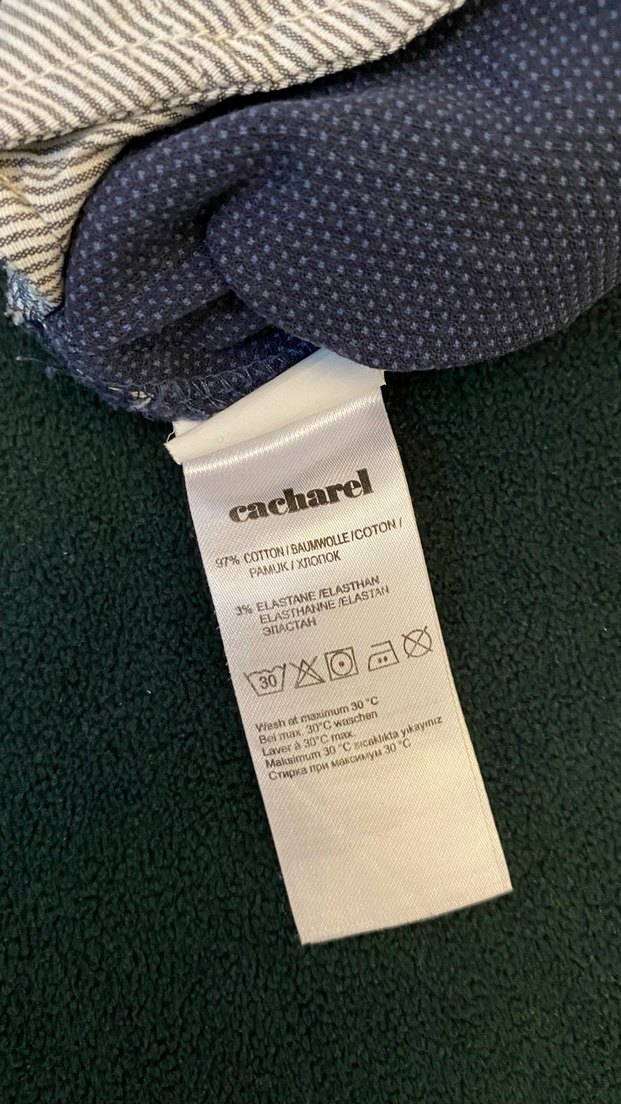 cacharel
97% COTTON / BAUMWOLLE / COTON /
PAMUK / ХЛОПОК
3% ELASTANE /ELASTHAN
ELASTHANNE /ELASTAN
ЭЛАСТАН
30
Wash at maximum 30 °C
Bei max. 30°C waschen
Laver à 30°C max.
Maksimum 30 °C sıcaklıkta yıkayınız
Стирка при максимум 30 °C